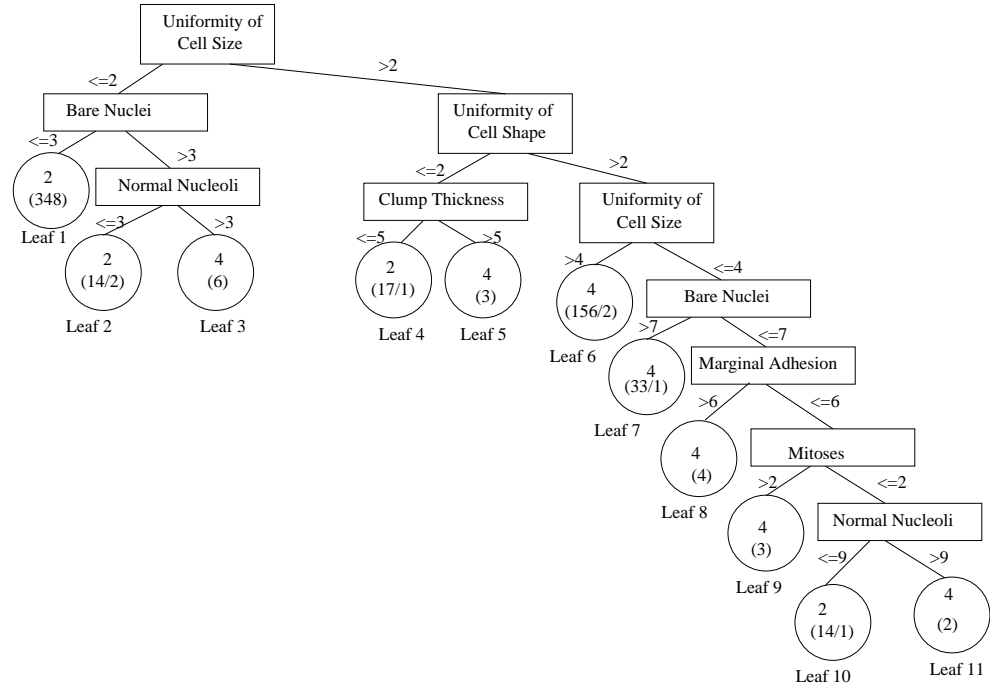 Uniformity of
Cell Size
<=2
>2
Bare Nuclei
Uniformity of
Cell Shape
<=3
>3
<=2
>2
2
(348)
Leaf 1
Normal Nucleoli
Clump Thickness
Uniformity of
Cell Size
<=3
>3
<=5
>5
>4
<=4
2
(14/2)
Leaf 2
4
(6)
Leaf 3
2
(17/1)
Leaf 4
4
(3)
Leaf 5
4
(156/2)
Leaf 6
Bare Nuclei
>7
<=7
4
(33/1)
Leaf 7
Marginal Adhesion
>6
<=6
4
(4)
Leaf 8
Mitoses
>2
<=2
4
(3)
Leaf 9
Normal Nucleoli
<=9
>9
2
(14/1)
Leaf 10
4
(2)
Leaf 11